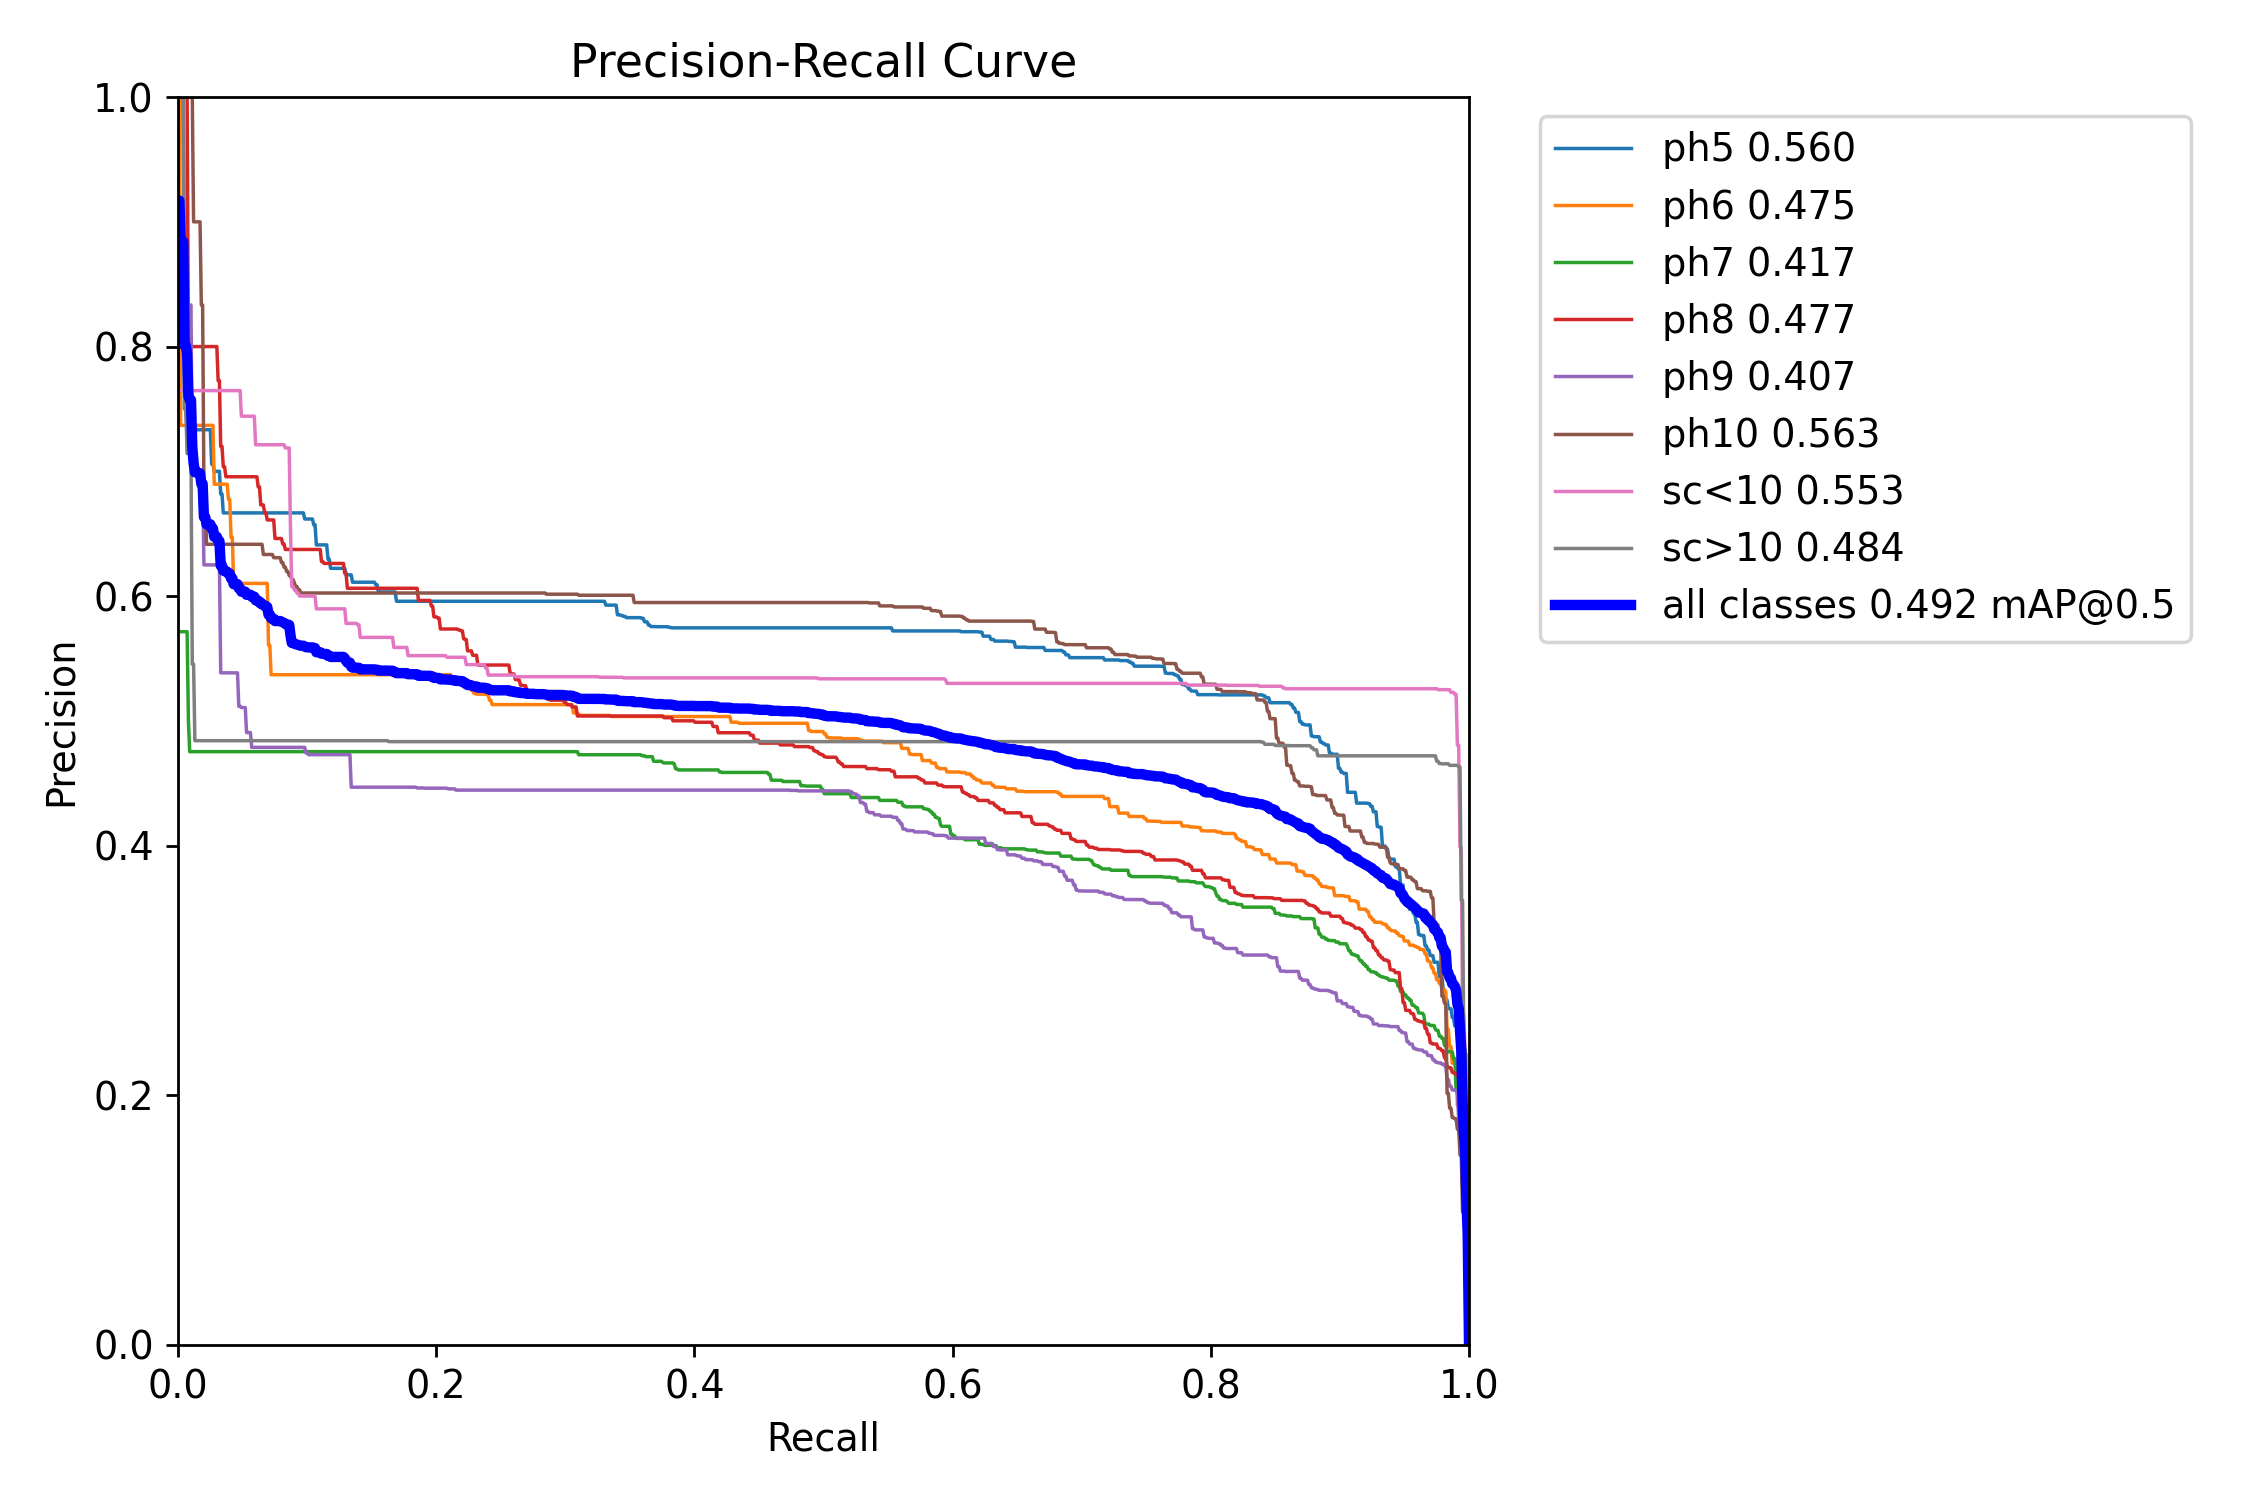 Precision-Recall Curve
1.0
0.8
0.6
0.4
0.2
0.0
Precision
0.0 0.2 0.4 0.6 0.8 1.0
Recall
ph5 0.560
ph6 0.475
ph7 0.417
ph8 0.477
ph9 0.407
ph10 0.563
sc<10 0.553
sc>10 0.484
all classes 0.492 mAP@0.5